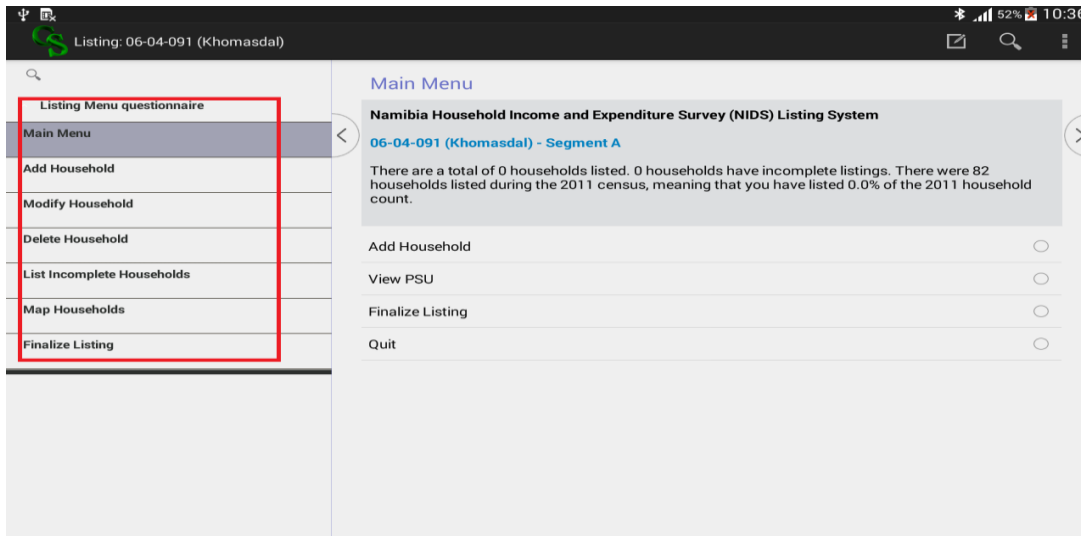 52% 10:36
Listing: 06-04-091 (Khomasdal)
Listing Menu questionnaire
Main Menu
Add Household
Modify Household
Delete Household
List Incomplete Households
Map Households
Finalize Listing
Main Menu
Namibia Household Income and Expenditure Survey (NIDS) Listing System
06-04-091 (Khomasdal) - Segment A
There are a total of 0 households listed. 0 households have incomplete listings. There were 82
households listed during the 2011 census, meaning that you have listed 0.0% of the 2011 household
count.
Add Household
View PSU
Finalize Listing
Quit